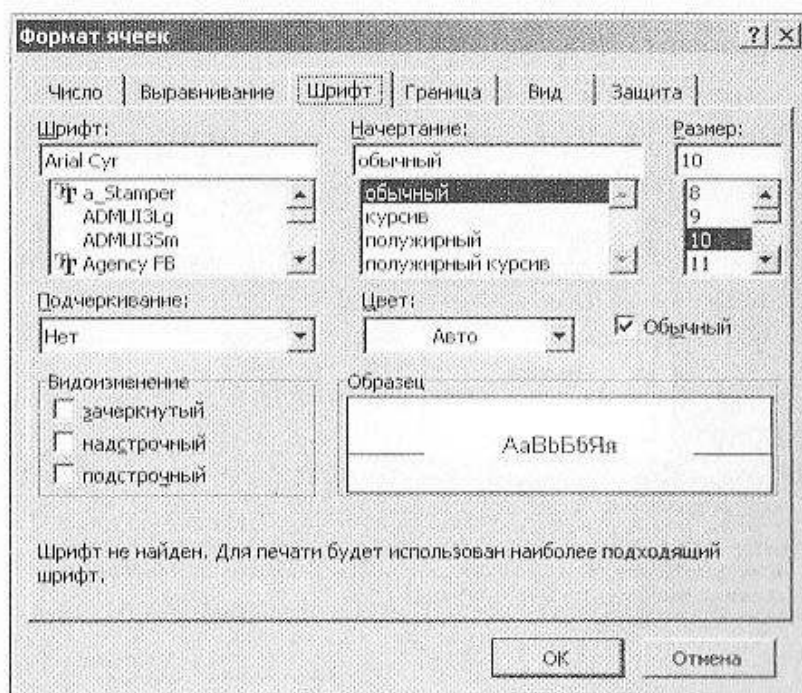 Формат ячеек
Число Выравнивание Шрифт Граница Вид Защита
Шрифт: Начертание: Размер:
Arial Cyr обычный 10
a_Stamper обычный 8
ADMUI3Lg курсив 9
ADMUI3Sm полужирный 10
Agency FB полужирный курсив 11
Подчеркивание: Цвет:
Нет Авто Обычный
Видоизменение Образец
зачеркнутый
надстрочный AaBbБбЯя
подстрочный
Шрифт не найден. Для печати будет использован наиболее подходящий
шрифт.
ОК Отмена